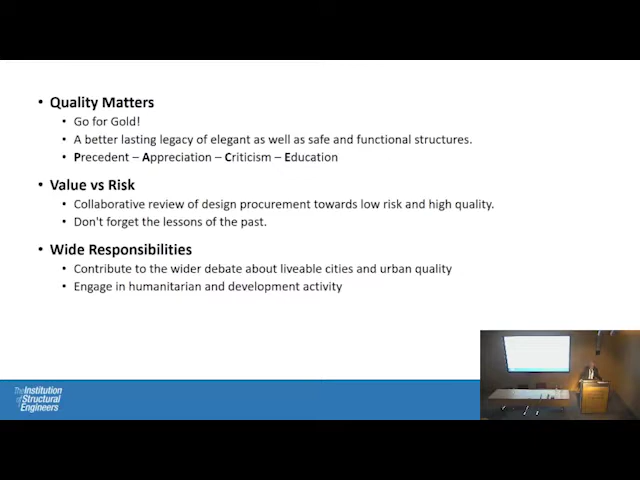 • Quality Matters
• Go for Gold!
• A better lasting legacy of elegant as well as safe and functional structures.
• Precedent – Appreciation – Criticism – Education
• Value vs Risk
• Collaborative review of design procurement towards low risk and high quality.
• Don't forget the lessons of the past.
• Wide Responsibilities
• Contribute to the wider debate about liveable cities and urban quality
• Engage in humanitarian and development activity
The Institution
of Structural
Engineers